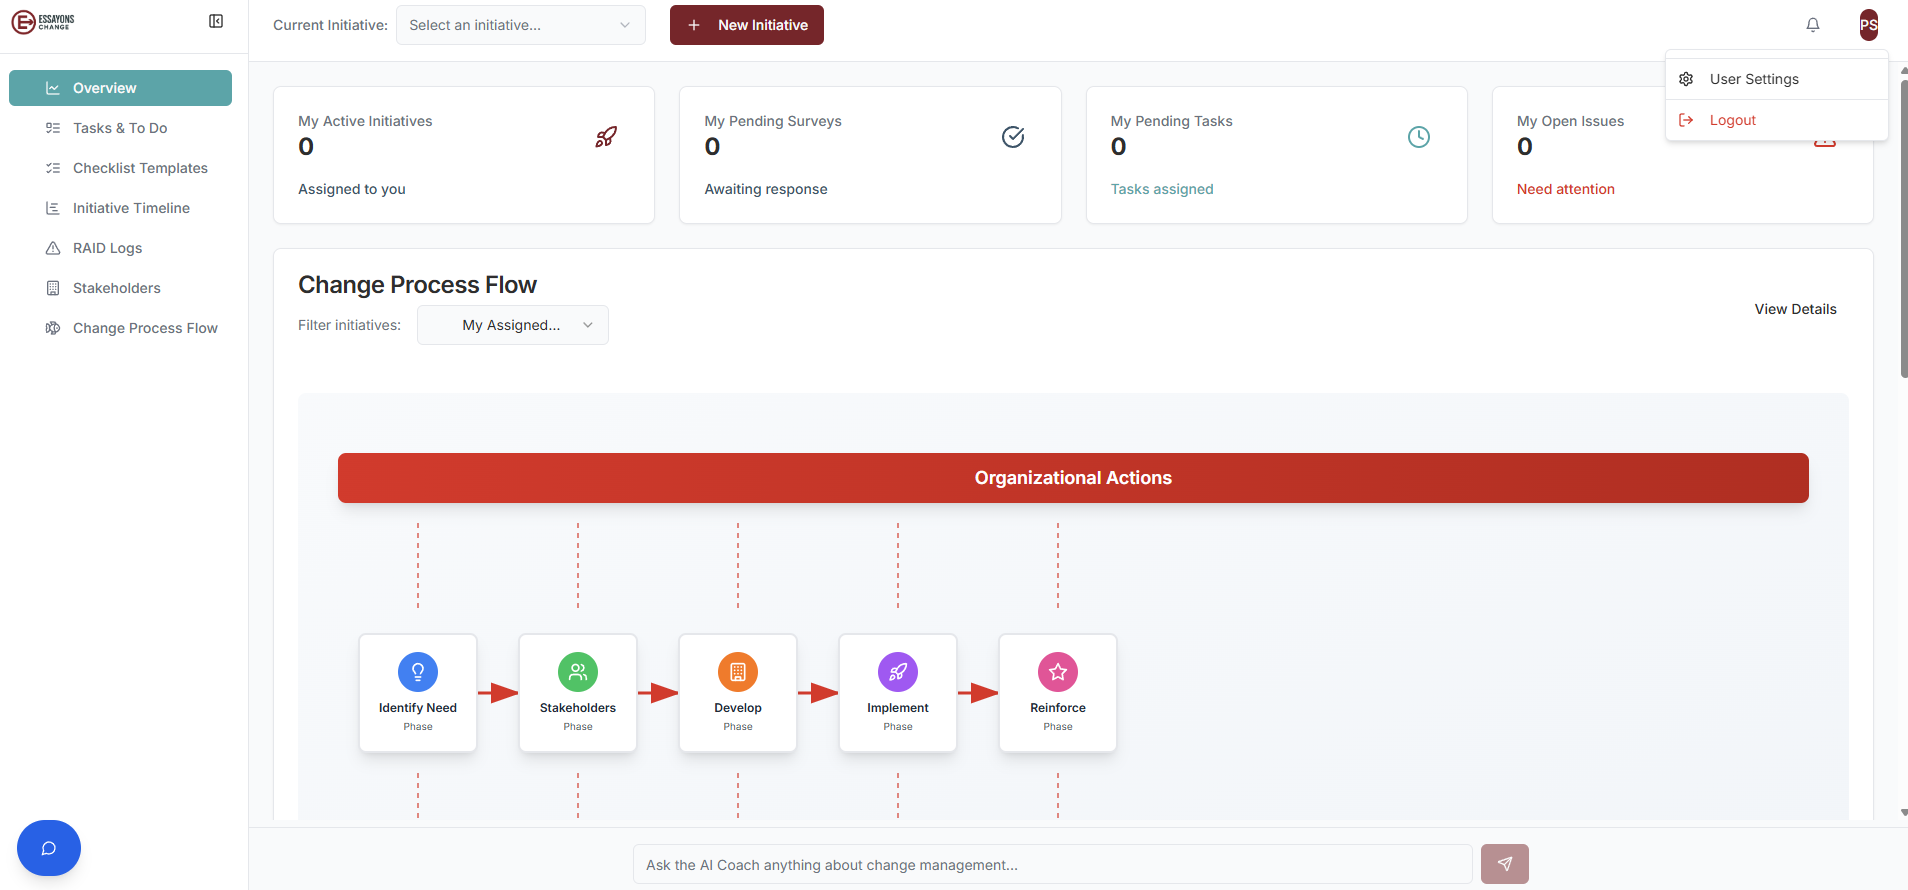 ESSAYONS
CHANGE
Current Initiative:
Select an initiative...
New Initiative
PS
User Settings
Logout
Overview
Tasks & To Do
Checklist Templates
Initiative Timeline
RAID Logs
Stakeholders
Change Process Flow
My Active Initiatives
0
Assigned to you
My Pending Surveys
0
Awaiting response
My Pending Tasks
0
Tasks assigned
My Open Issues
0
Need attention
Change Process Flow
Filter initiatives:
My Assigned...
View Details
Organizational Actions
Identify Need
Phase
Stakeholders
Phase
Develop
Phase
Implement
Phase
Reinforce
Phase
Ask the AI Coach anything about change management...